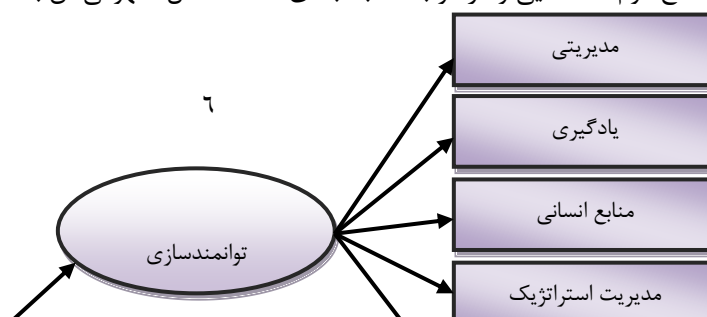 مدیریتی
٦
یادگیری
منابع انسانی
توانمندسازی
مدیریت استراتژیک